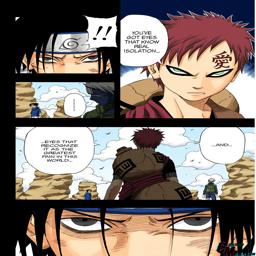 !!
YOU'VE
GOT EYES
THAT KNOW
REAL
ISOLATION...
愛
...AND...
...EYES THAT
RECOGNIZE
IT AS THE
GREATEST
PAIN IN THIS
WORLD...